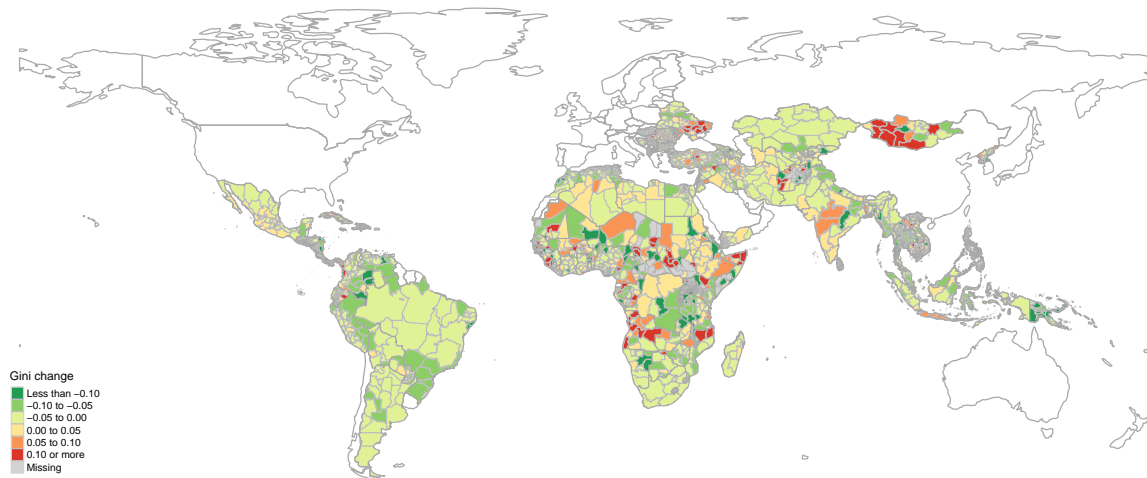 Gini change
Less than −0.10
−0.10 to −0.05
−0.05 to 0.00
0.00 to 0.05
0.05 to 0.10
0.10 or more
Missing